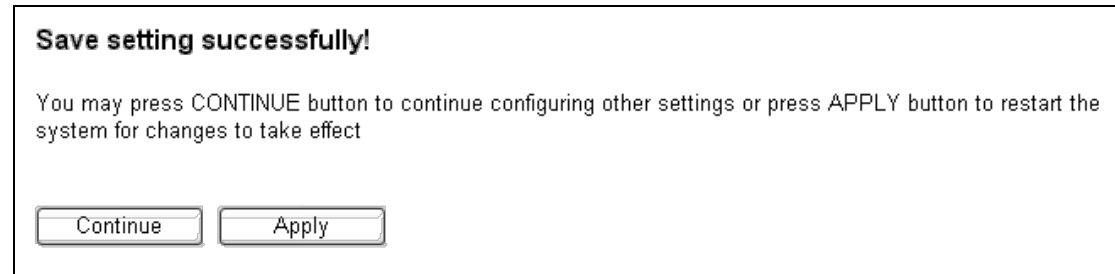 Save setting successfully!
You may press CONTINUE button to continue configuring other settings or press APPLY button to restart the
system for changes to take effect
Continue
Apply